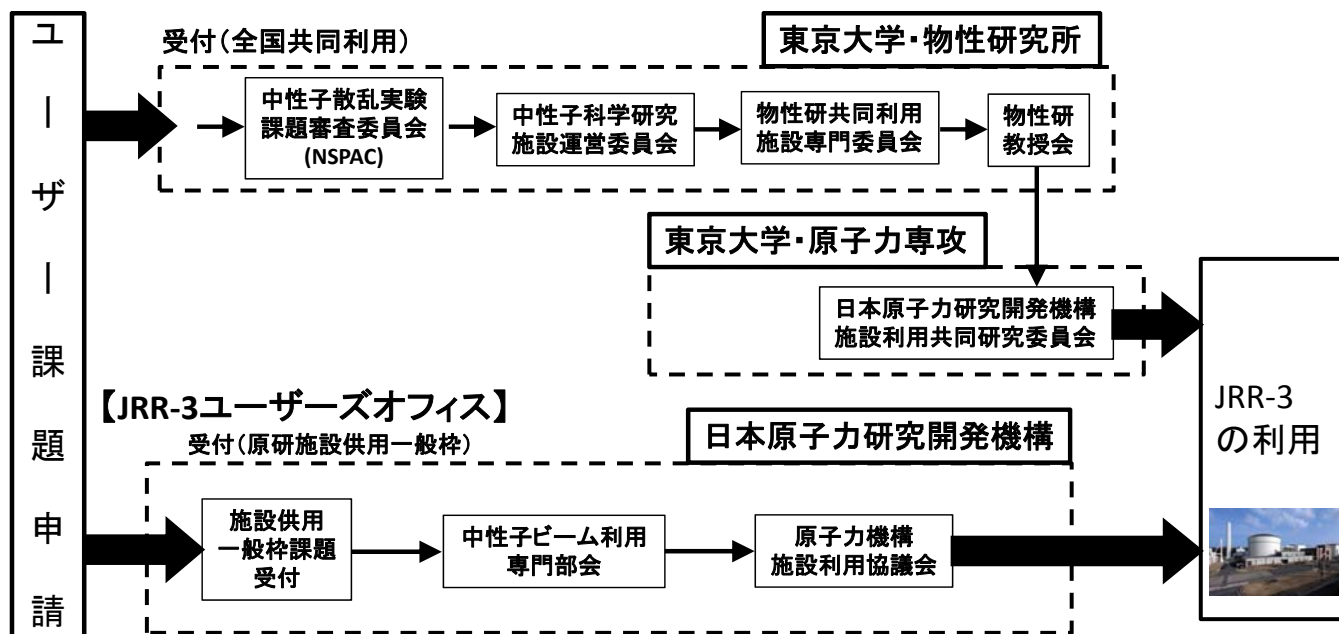 ユーザー課題申請
受付(全国共同利用)
東京大学・物性研究所
中性子散乱実験
課題審査委員会
(NSPAC)
中性子科学研究
施設運営委員会
物性研共同利用
施設専門委員会
物性研
教授会
東京大学・原子力専攻
日本原子力研究開発機構
施設利用共同研究委員会
【JRR-3ユーザーズオフィス】
受付(原研施設供用一般枠)
日本原子力研究開発機構
施設供用
一般枠課題
受付
中性子ビーム利用
専門部会
原子力機構
施設利用協議会
JRR-3
の利用